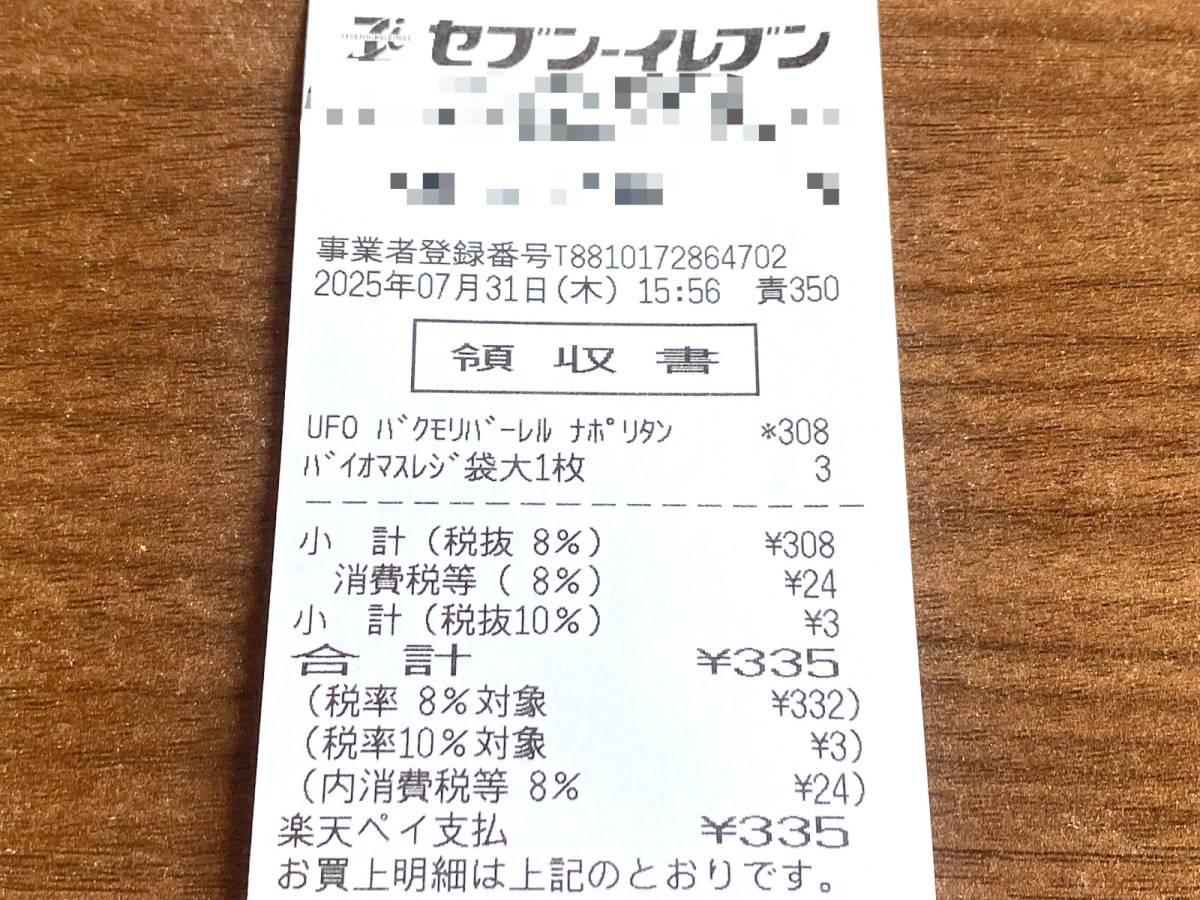 セブン-イレブン
事業者登録番号T8810172864702
2025年07月31日(木) 15:56 責350
領収書
UFO ﾊﾞｸﾓﾘﾊﾞｰﾚﾙ ﾅﾎﾟﾘﾀﾝ *308
ﾊﾞｲｵﾏｽﾚｼﾞ袋大1枚 3
小 計(税抜 8%) ¥308
消費税等( 8%) ¥24
小 計(税抜10%) ¥3
合 計 ¥335
(税率 8%対象 ¥332)
(税率10%対象 ¥3)
(内消費税等 8% ¥24)
楽天ペイ支払 ¥335
お買上明細は上記のとおりです。